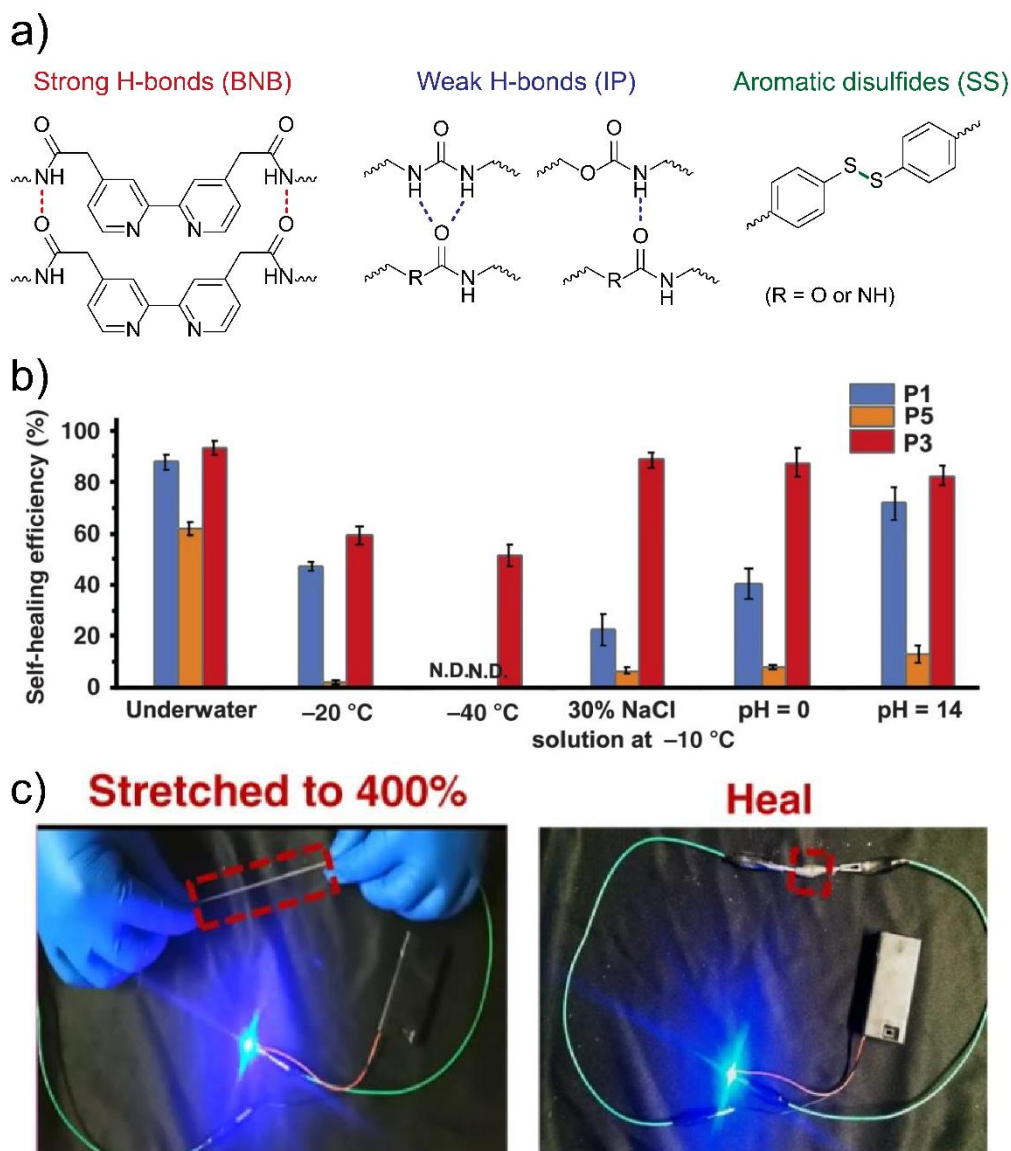 a)
Strong H-bonds (BNB) Weak H-bonds (IP) Aromatic disulfides (SS)
O O O O
NH NH N N O N S S
H H H
N N
O O O O
NH NH R N R N
H H
N N
(R = O or NH)
b)
P1
P5
P3
Self-healing efficiency (%)
100
80
60
40
20
0
N.D. N.D.
Underwater –20 °C –40 °C 30% NaCl pH = 0 pH = 14
solution at –10 °C
c) Stretched to 400% Heal